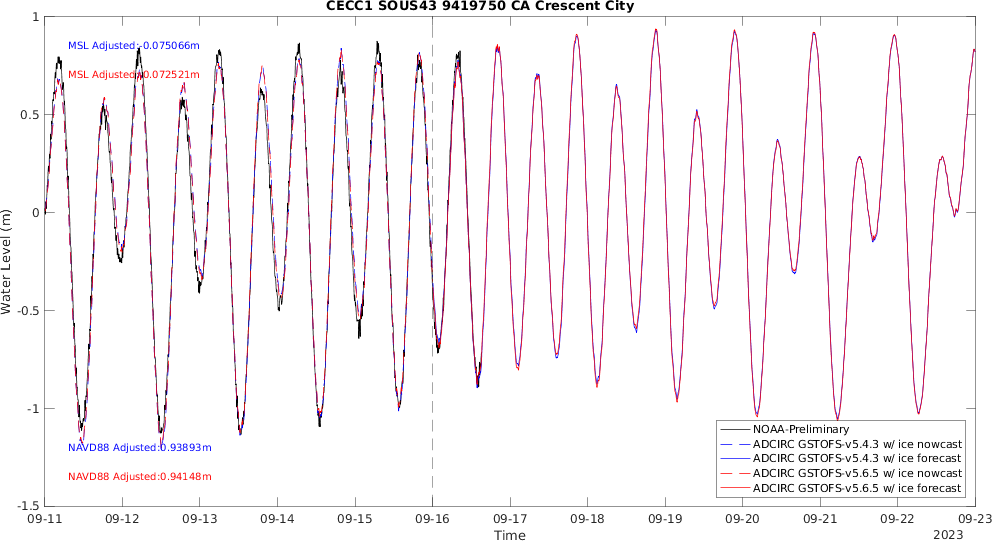 CECC1 SOUS43 9419750 CA Crescent City
MSL Adjusted:-0.075066m
MSL Adjusted:-0.072521m
NAVD88 Adjusted:0.93893m
NAVD88 Adjusted:0.94148m
1
0.5
0
-0.5
-1
-1.5
Water Level (m)
NOAA-Preliminary
ADCIRC GSTOFS-v5.4.3 w/ ice nowcast
ADCIRC GSTOFS-v5.4.3 w/ ice forecast
ADCIRC GSTOFS-v5.6.5 w/ ice nowcast
ADCIRC GSTOFS-v5.6.5 w/ ice forecast
09-11 09-12 09-13 09-14 09-15 09-16 09-17 09-18 09-19 09-20 09-21 09-22 09-23
Time
2023